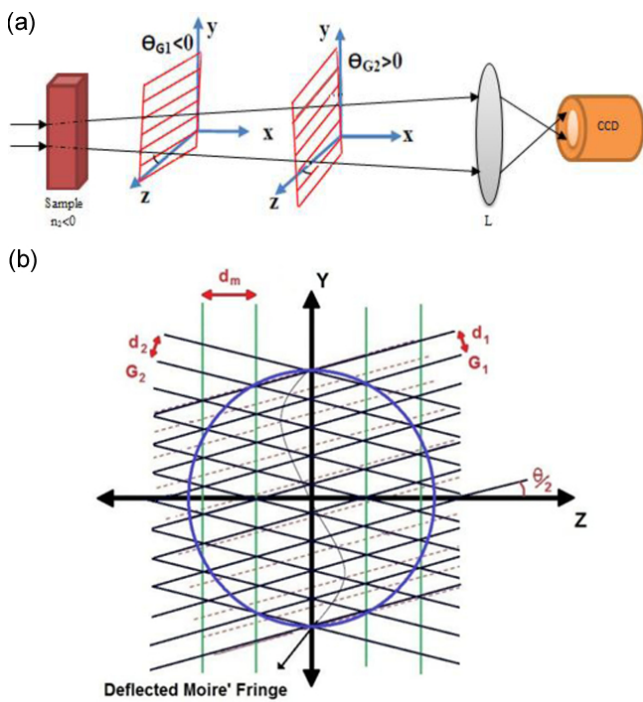 (a)
y
ΘG1<0
x
z
y
ΘG2>0
x
z
Sample
n2<0
L
CCD
(b)
dm
Y
d2
G2
d1
G1
θ/2
Z
Deflected Moire' Fringe